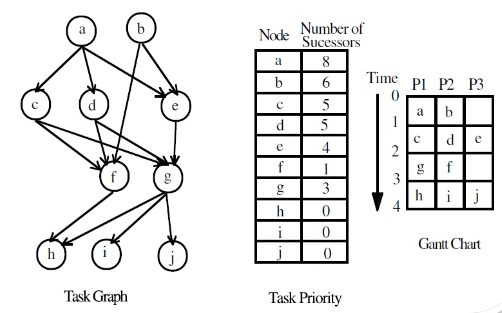 a b
c d e
f g
h i j
Task Graph
Node Number of Sucessors
a 8
b 6
c 5
d 5
e 4
f 1
g 3
h 0
i 0
j 0
Task Priority
Time P1 P2 P3
0
a b
1
c d e
2
g f
3
h i j
4
Gantt Chart